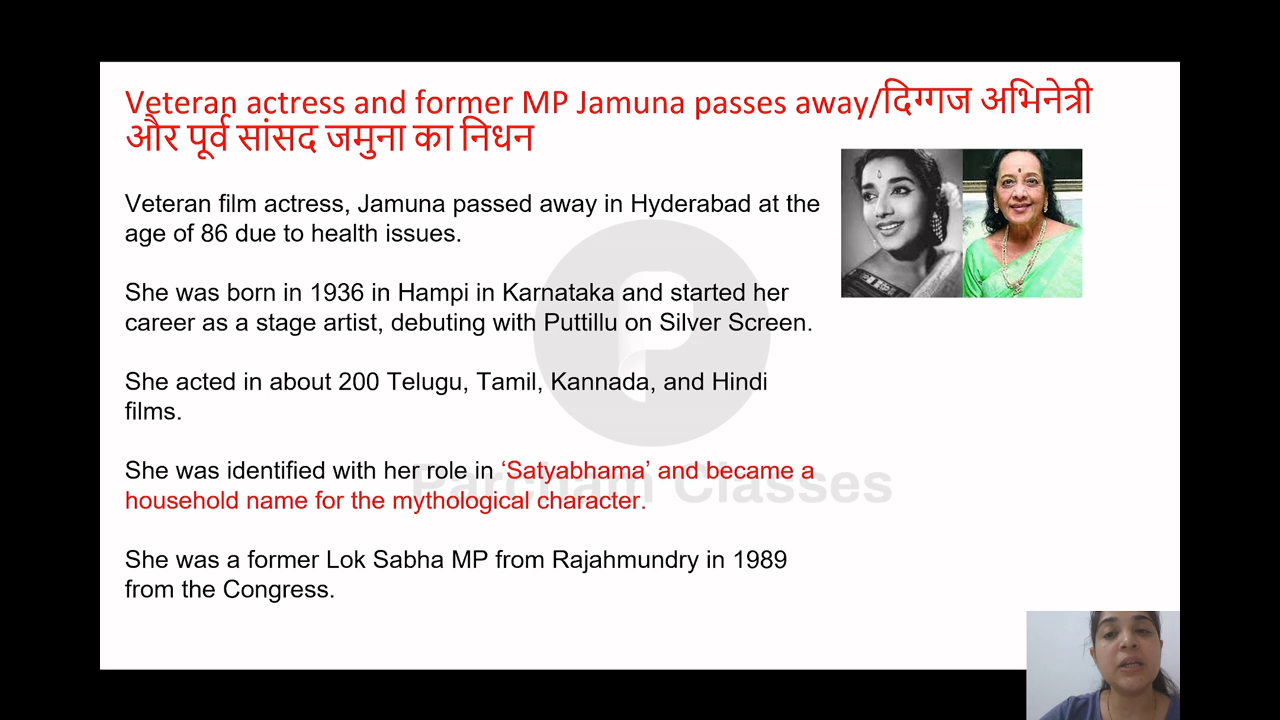 Veteran actress and former MP Jamuna passes away/दिग्गज अभिनेत्री
और पूर्व सांसद जमुना का निधन
Veteran film actress, Jamuna passed away in Hyderabad at the
age of 86 due to health issues.
She was born in 1936 in Hampi in Karnataka and started her
career as a stage artist, debuting with Puttillu on Silver Screen.
She acted in about 200 Telugu, Tamil, Kannada, and Hindi
films.
She was identified with her role in ‘Satyabhama’ and became a
household name for the mythological character.
Parcham Classes
She was a former Lok Sabha MP from Rajahmundry in 1989
from the Congress.